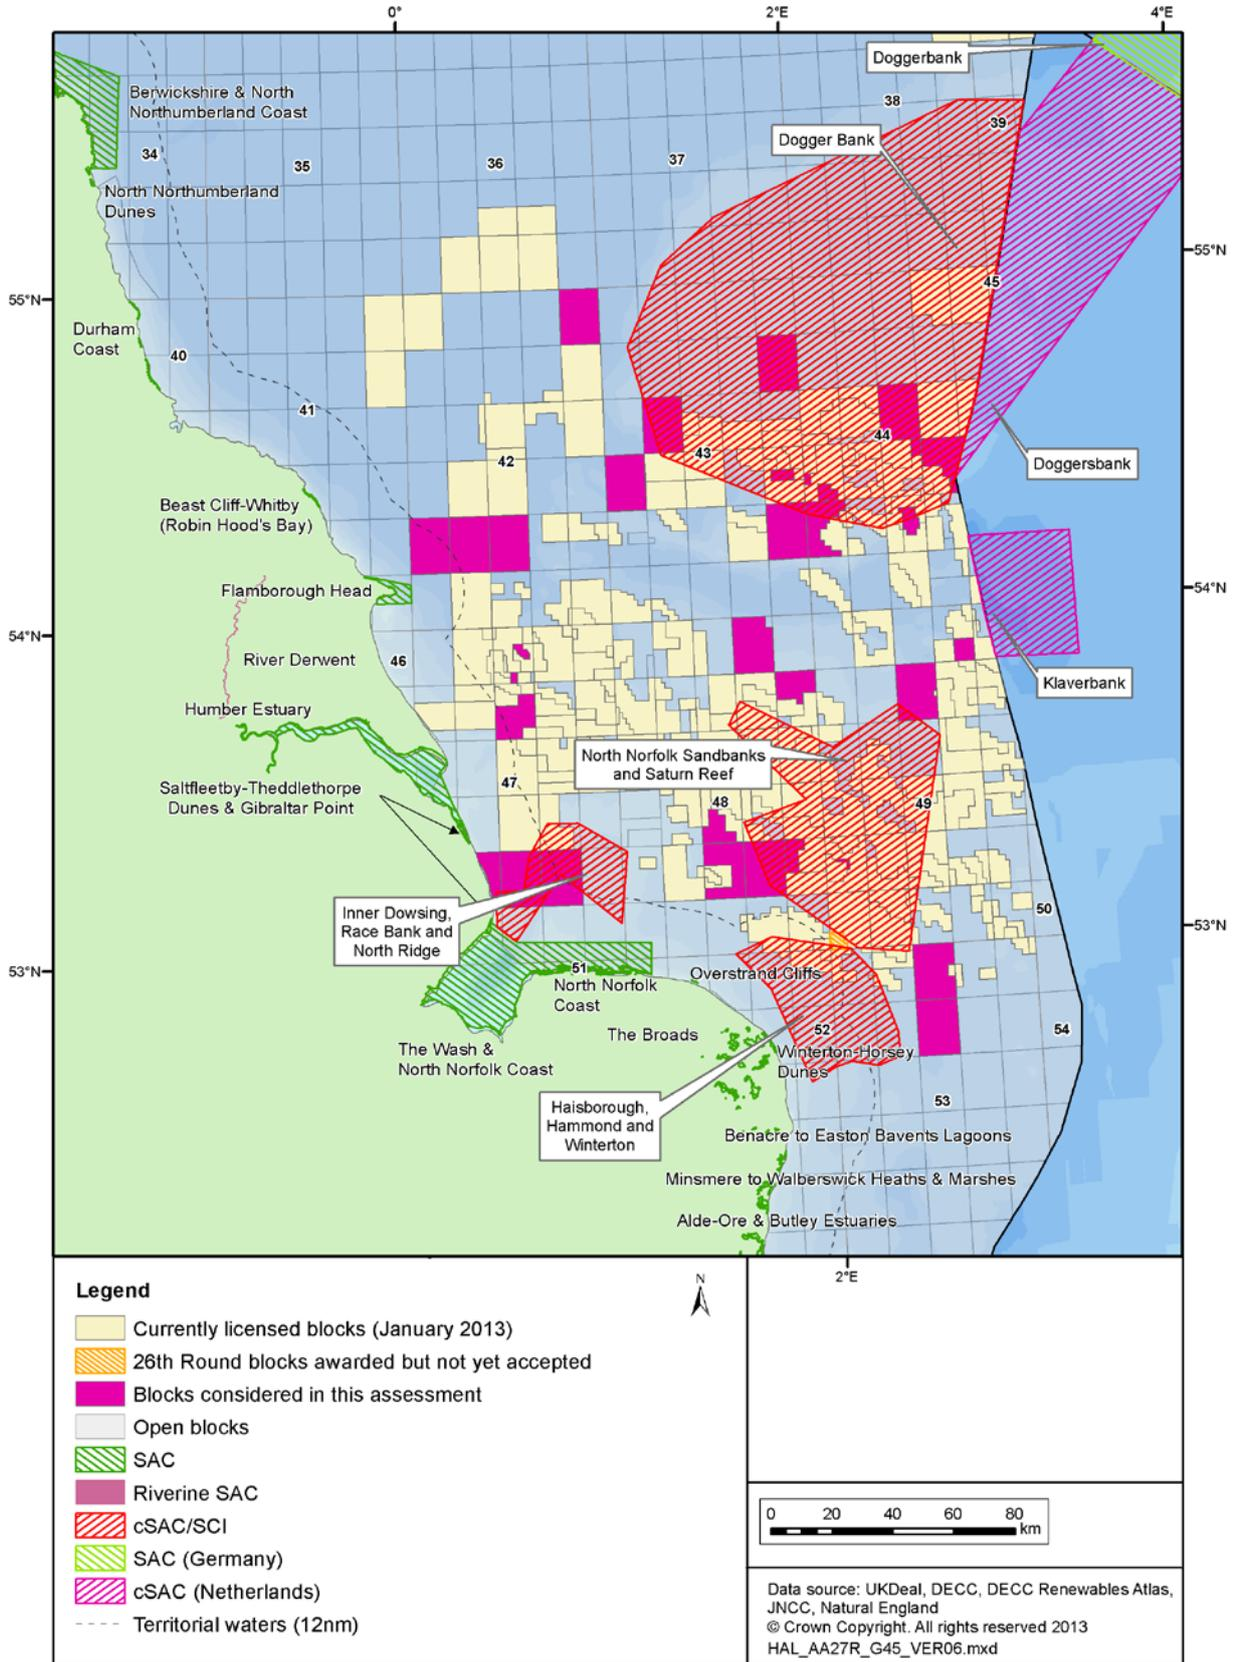 0°
2°E
4°E
Doggerbank
Berwickshire & North
Northumberland Coast
38
39
Dogger Bank
34
35
36
37
North Northumberland
Dunes
55°N
45
55°N
Durham
Coast
40
41
44
43
42
Doggersbank
Beast Cliff-Whitby
(Robin Hood's Bay)
Flamborough Head
54°N
54°N
River Derwent
46
Klaverbank
Humber Estuary
North Norfolk Sandbanks
and Saturn Reef
47
Saltfleetby-Theddlethorpe
Dunes & Gibraltar Point
48
49
50
Inner Dowsing,
Race Bank and
North Ridge
53°N
53°N
51
Overstrand Cliffs
North Norfolk
Coast
The Broads
52
54
The Wash &
North Norfolk Coast
Winterton-Horsey
Dunes
53
Haisborough,
Hammond and
Winterton
Benacre to Easton Bavents Lagoons
Minsmere to Walberswick Heaths & Marshes
Alde-Ore & Butley Estuaries
2°E
Legend
N
Currently licensed blocks (January 2013)
26th Round blocks awarded but not yet accepted
Blocks considered in this assessment
Open blocks
SAC
Riverine SAC
cSAC/SCI
SAC (Germany)
cSAC (Netherlands)
Territorial waters (12nm)
0 20 40 60 80
km
Data source: UKDeal, DECC, DECC Renewables Atlas,
JNCC, Natural England
© Crown Copyright. All rights reserved 2013
HAL_AA27R_G45_VER06.mxd